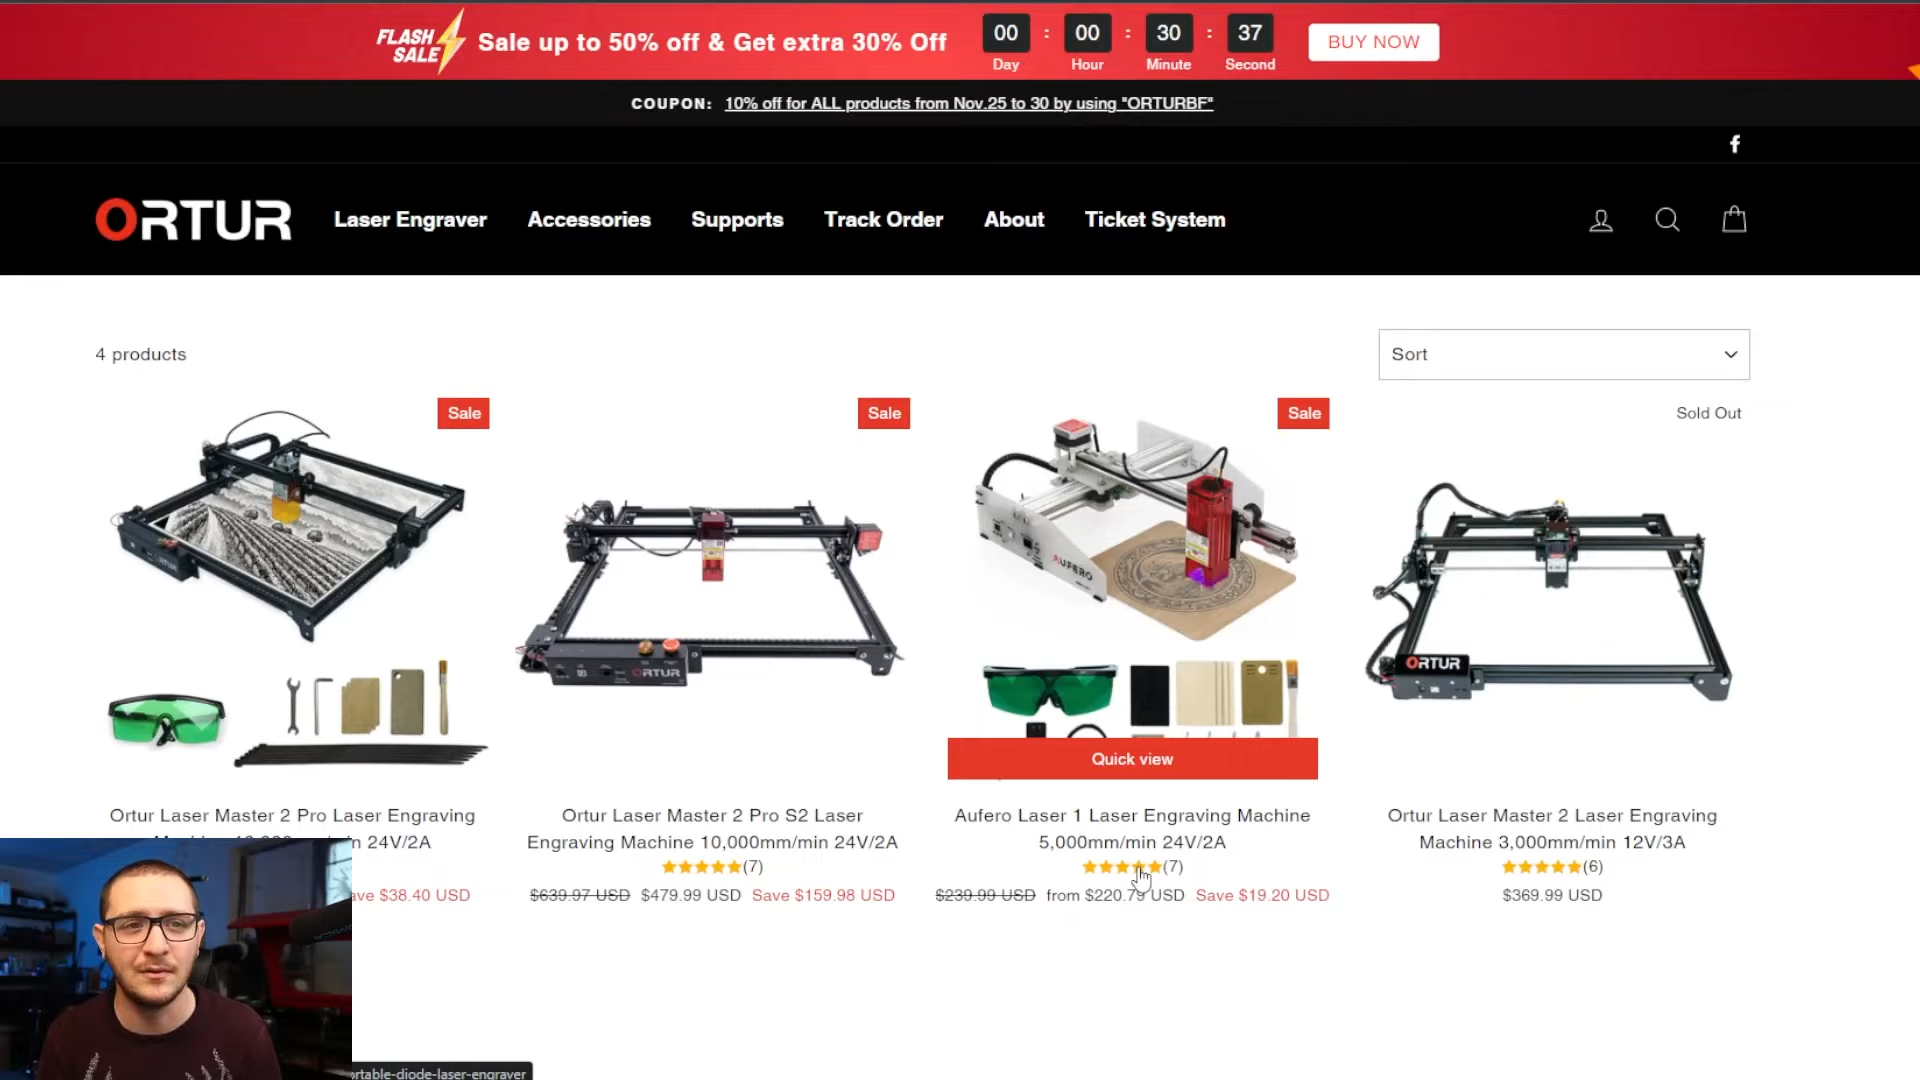 FLASH
SALE
Sale up to 50% off & Get extra 30% Off
00 : 00 : 30 : 37
Day Hour Minute Second
BUY NOW
COUPON: 10% off for ALL products from Nov.25 to 30 by using "ORTURBF"
ORTUR
Laser Engraver Accessories Supports Track Order About Ticket System
4 products
Sort
Sale
Sale
Sale
Sold Out
ORTUR
ORTUR
AUFERO
ORTUR
Quick view
Ortur Laser Master 2 Pro Laser Engraving
n 24V/2A
ave $38.40 USD
Ortur Laser Master 2 Pro S2 Laser
Engraving Machine 10,000mm/min 24V/2A
(7)
$639.97 USD $479.99 USD Save $159.98 USD
Aufero Laser 1 Laser Engraving Machine
5,000mm/min 24V/2A
(7)
$239.99 USD from $220.79 USD Save $19.20 USD
Ortur Laser Master 2 Laser Engraving
Machine 3,000mm/min 12V/3A
(6)
$369.99 USD
rtable-diode-laser-engraver